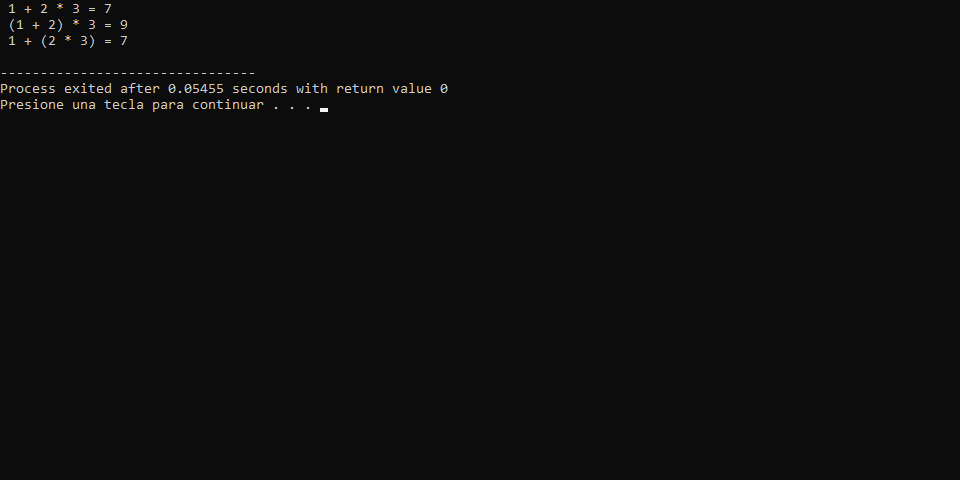 1 + 2 * 3 = 7
(1 + 2) * 3 = 9
1 + (2 * 3) = 7
--------------------------------
Process exited after 0.05455 seconds with return value 0
Presione una tecla para continuar . . .